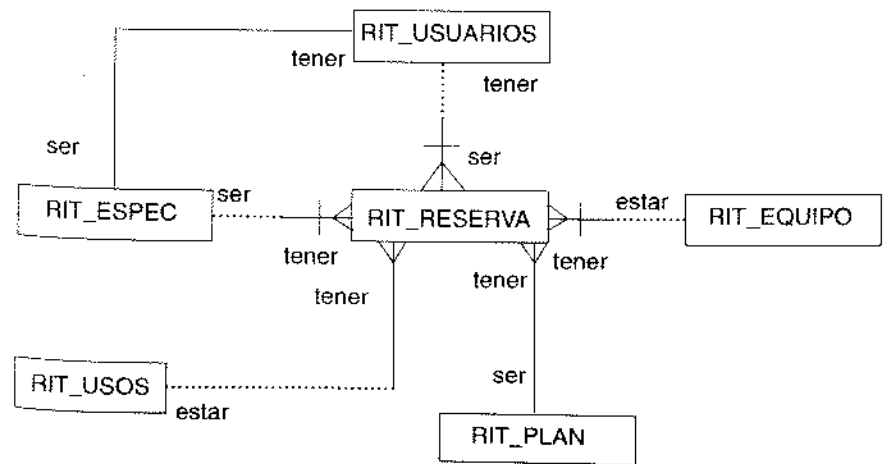 RIT_USUARIOS
tener
tener
ser
ser
RIT_ESPEC
ser
RIT_RESERVA
estar
RIT_EQUIPO
tener
tener
tener
tener
ser
RIT_USOS
estar
RIT_PLAN